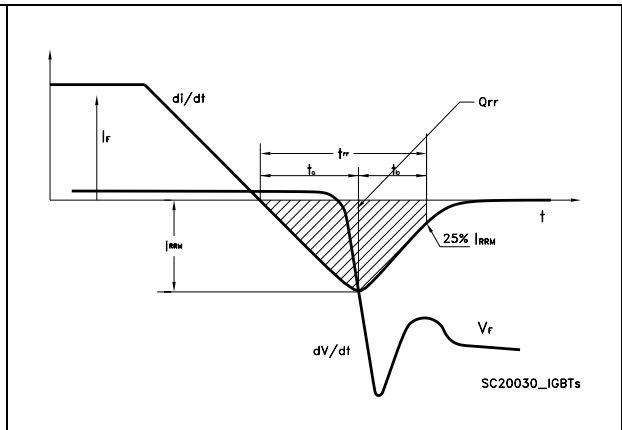 di/dt
Qrr
IF
trr
ta
tb
t
IRRM
25% IRRM
VF
dV/dt
SC20030_IGBTs